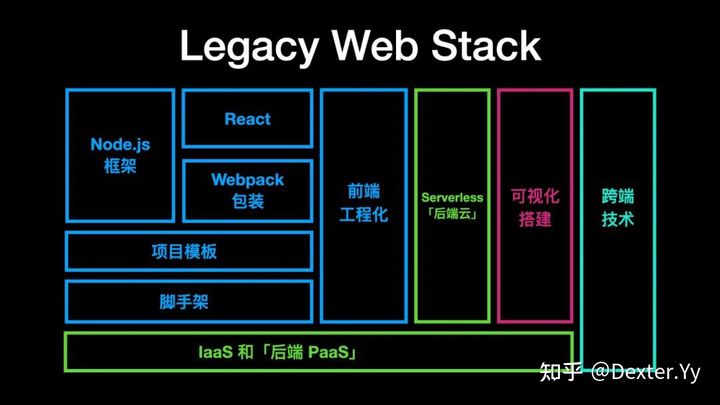 Legacy Web Stack
Node.js
框架
React
Webpack
包装
前端
工程化
Serverless
「后端云」
可视化
搭建
跨端
技术
项目模板
脚手架
IaaS 和「后端 PaaS」
知乎 @Dexter.Yy